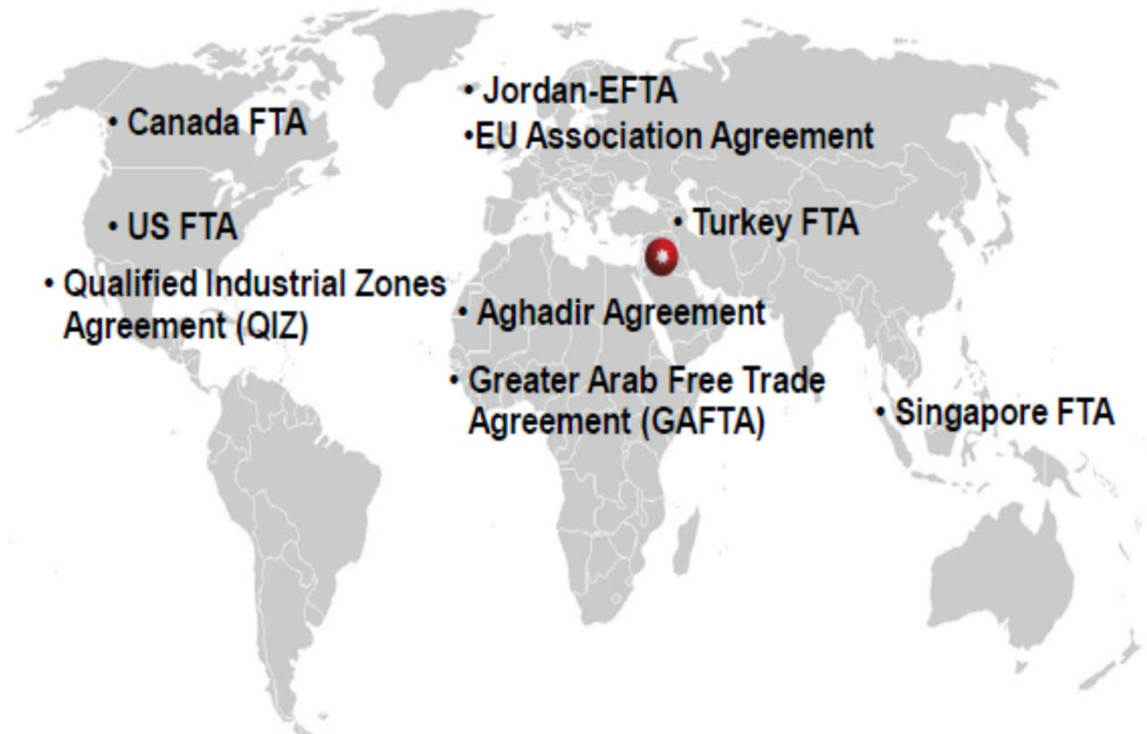 • Jordan-EFTA
• Canada FTA
•EU Association Agreement
• US FTA
• Turkey FTA
• Qualified Industrial Zones
Agreement (QIZ)
• Aghadir Agreement
• Greater Arab Free Trade
Agreement (GAFTA)
• Singapore FTA